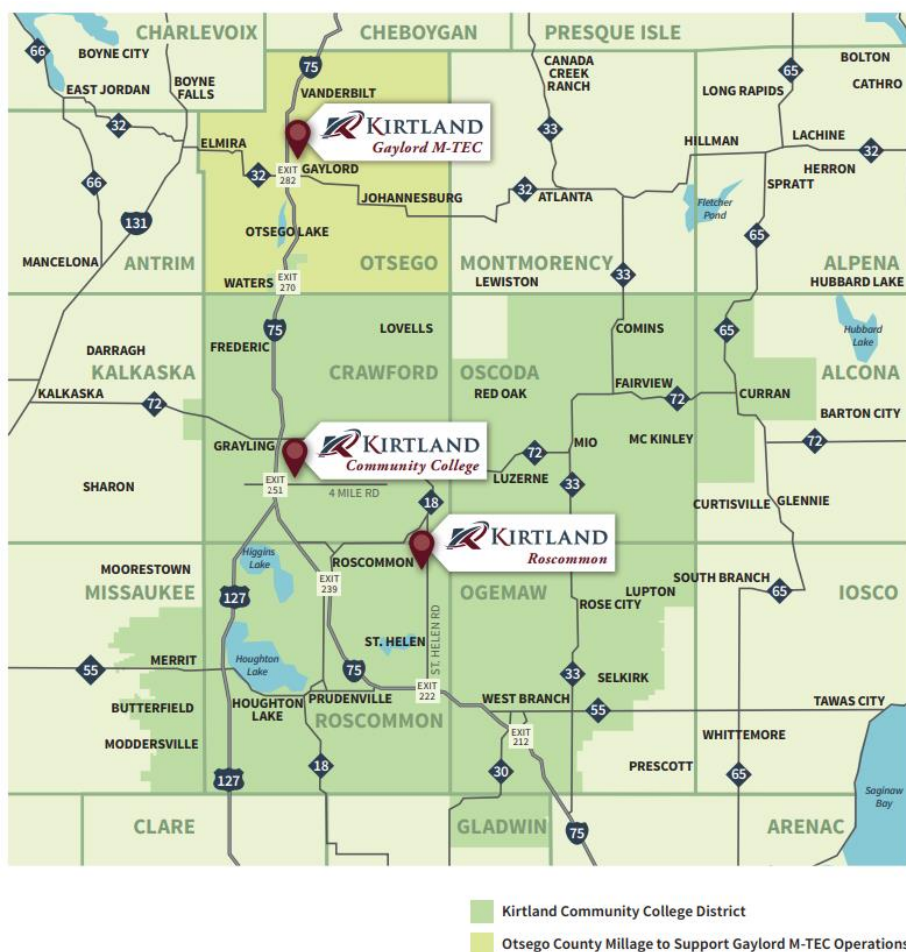 CHARLEVOIX
CHEBOYGAN
PRESQUE ISLE
66
BOYNE CITY
75
CANADA
CREEK
RANCH
65
BOLTON
CATHRO
EAST JORDAN
BOYNE
FALLS
VANDERBILT
LONG RAPIDS
32
KIRTLAND
Gaylord M-TEC
33
LACHINE
HILLMAN
32
ELMIRA
HERRON
66
32
EXIT
282
GAYLORD
SPRATT
JOHANNESBURG
32
ATLANTA
Fletcher
Pond
131
OTSEGO LAKE
65
MANCELONA
ANTRIM
OTSEGO
MONTMORENCY
33
ALPENA
WATERS
EXIT
270
LEWISTON
HUBBARD LAKE
75
LOVELLS
COMINS
65
Hubbard
Lake
FREDERIC
DARRAGH
KALKASKA
CRAWFORD
OSCODA
FAIRVIEW
ALCONA
KALKASKA
RED OAK
72
CURRAN
72
BARTON CITY
KIRTLAND
Community College
GRAYLING
MIO
MC KINLEY
72
72
LUZERNE
EXIT
251
4 MILE RD
33
SHARON
18
CURTISVILLE
GLENNIE
KIRTLAND
Roscommon
Higgins
Lake
ROSCOMMON
MOORESTOWN
EXIT
239
SOUTH BRANCH
MISSAUKEE
127
OGEMAW
LUPTON
65
IOSCO
ROSE CITY
ST. HELEN
ST. HELEN RD
MERRIT
Houghton
Lake
55
75
33
SELKIRK
EXIT
222
BUTTERFIELD
HOUGHTON
LAKE
PRUDENVILLE
WEST BRANCH
55
TAWAS CITY
ROSCOMMON
EXIT
212
WHITTEMORE
MODDERSVILLE
18
30
PRESCOTT
65
127
Saginaw
Bay
CLARE
GLADWIN
75
ARENAC
Kirtland Community College District
Otsego County Millage to Support Gaylord M-TEC Operations